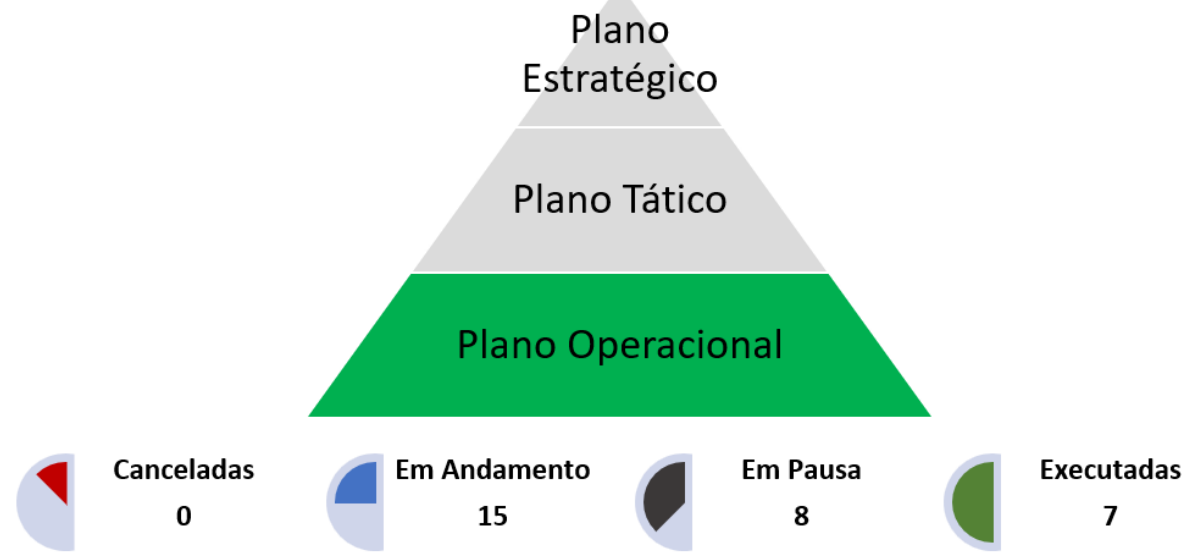 Plano
Estratégico
Plano Tático
Plano Operacional
Canceladas
0
Em Andamento
15
Em Pausa
8
Executadas
7